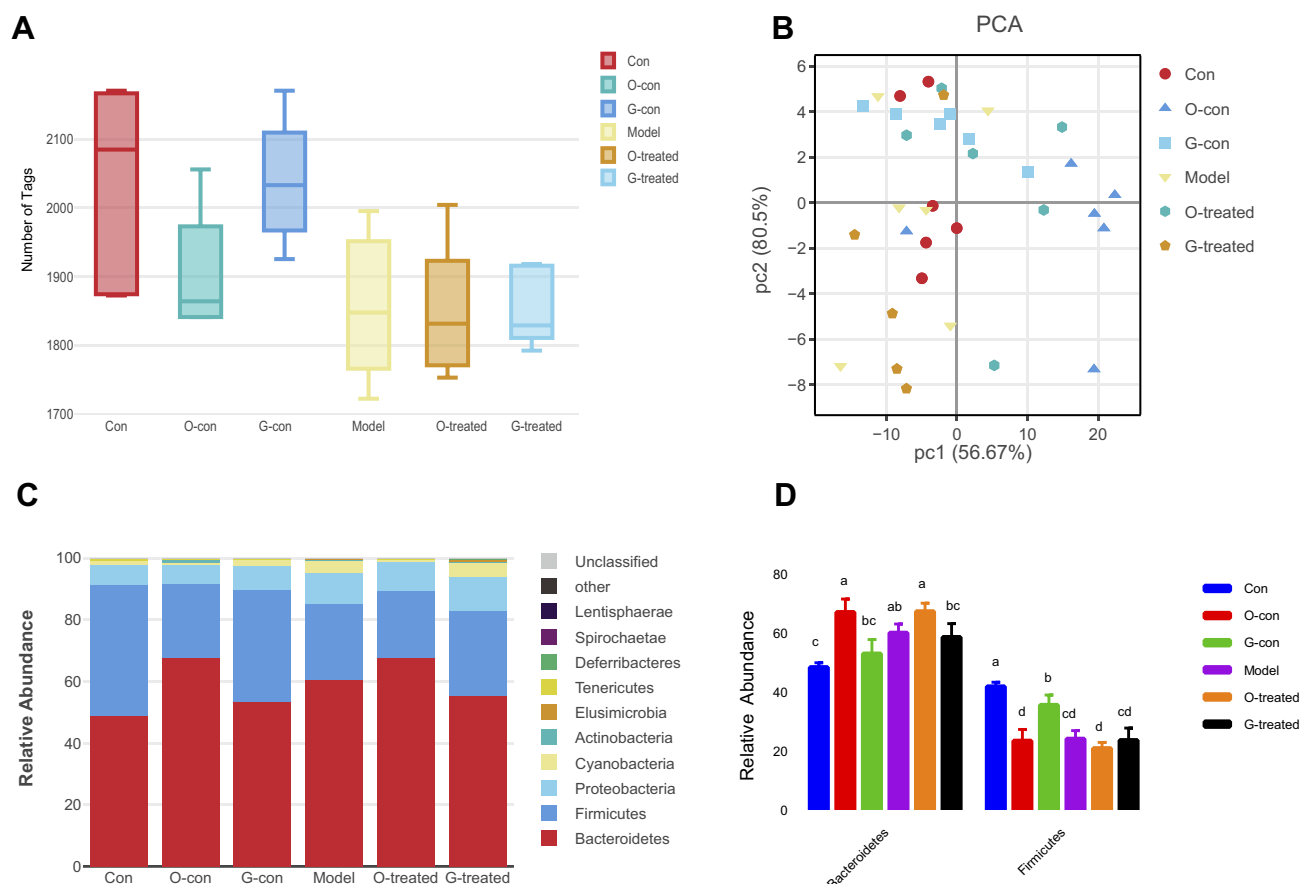 A
Number of Tags
2100
2000
1900
1800
1700
Con
O-con
G-con
Model
O-treated
G-treated
Con
O-con
G-con
Model
O-treated
G-treated
B
PCA
pc2 (80.5%)
6
4
2
0
−2
−4
−6
−8
−10
0
10
20
pc1 (56.67%)
Con
O-con
G-con
Model
O-treated
G-treated
C
Relative Abundance
100
80
60
40
20
0
Con
O-con
G-con
Model
O-treated
G-treated
Unclassified
other
Lentisphaerae
Spirochaetae
Deferribacteres
Tenericutes
Elusimicrobia
Actinobacteria
Cyanobacteria
Proteobacteria
Firmicutes
Bacteroidetes
D
Relative Abundance
80
60
40
20
0
c
a
bc
ab
a
bc
a
d
b
cd
d
cd
Bacteroidetes
Firmicutes
Con
O-con
G-con
Model
O-treated
G-treated